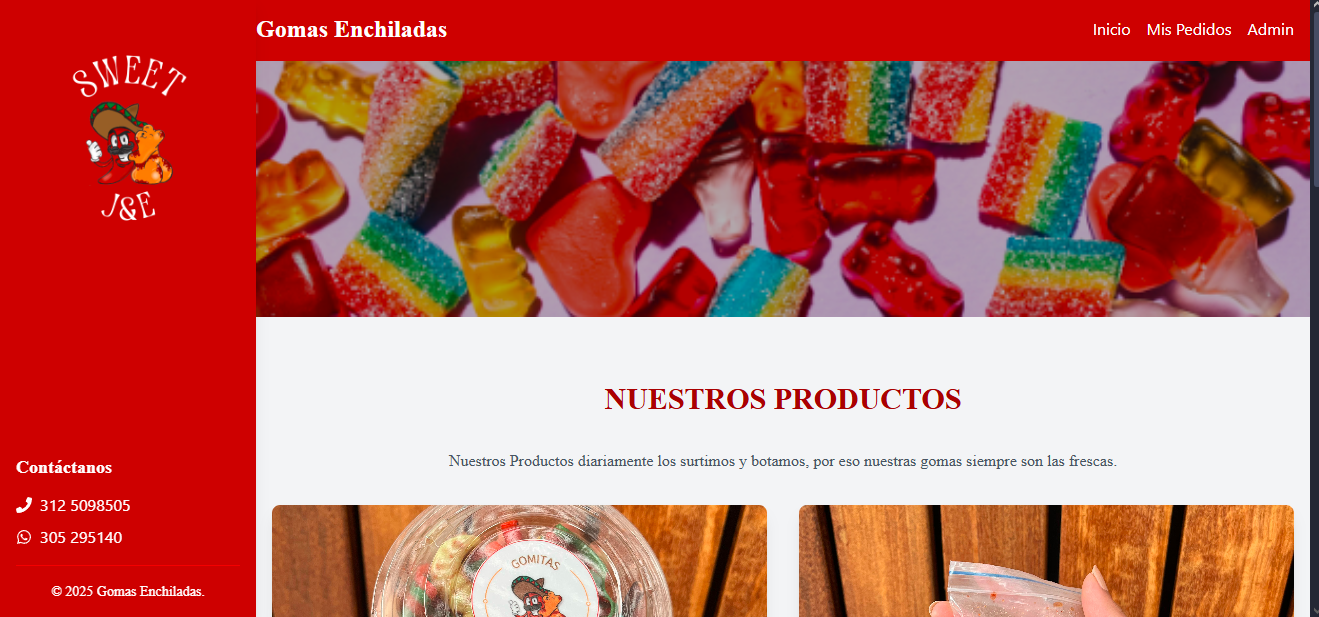 SWEET
J&E
Contáctanos
312 5098505
305 295140
© 2025 Gomas Enchiladas.
Gomas Enchiladas
Inicio Mis Pedidos Admin
NUESTROS PRODUCTOS
Nuestros Productos diariamente los surtimos y botamos, por eso nuestras gomas siempre son las frescas.
GOMITAS